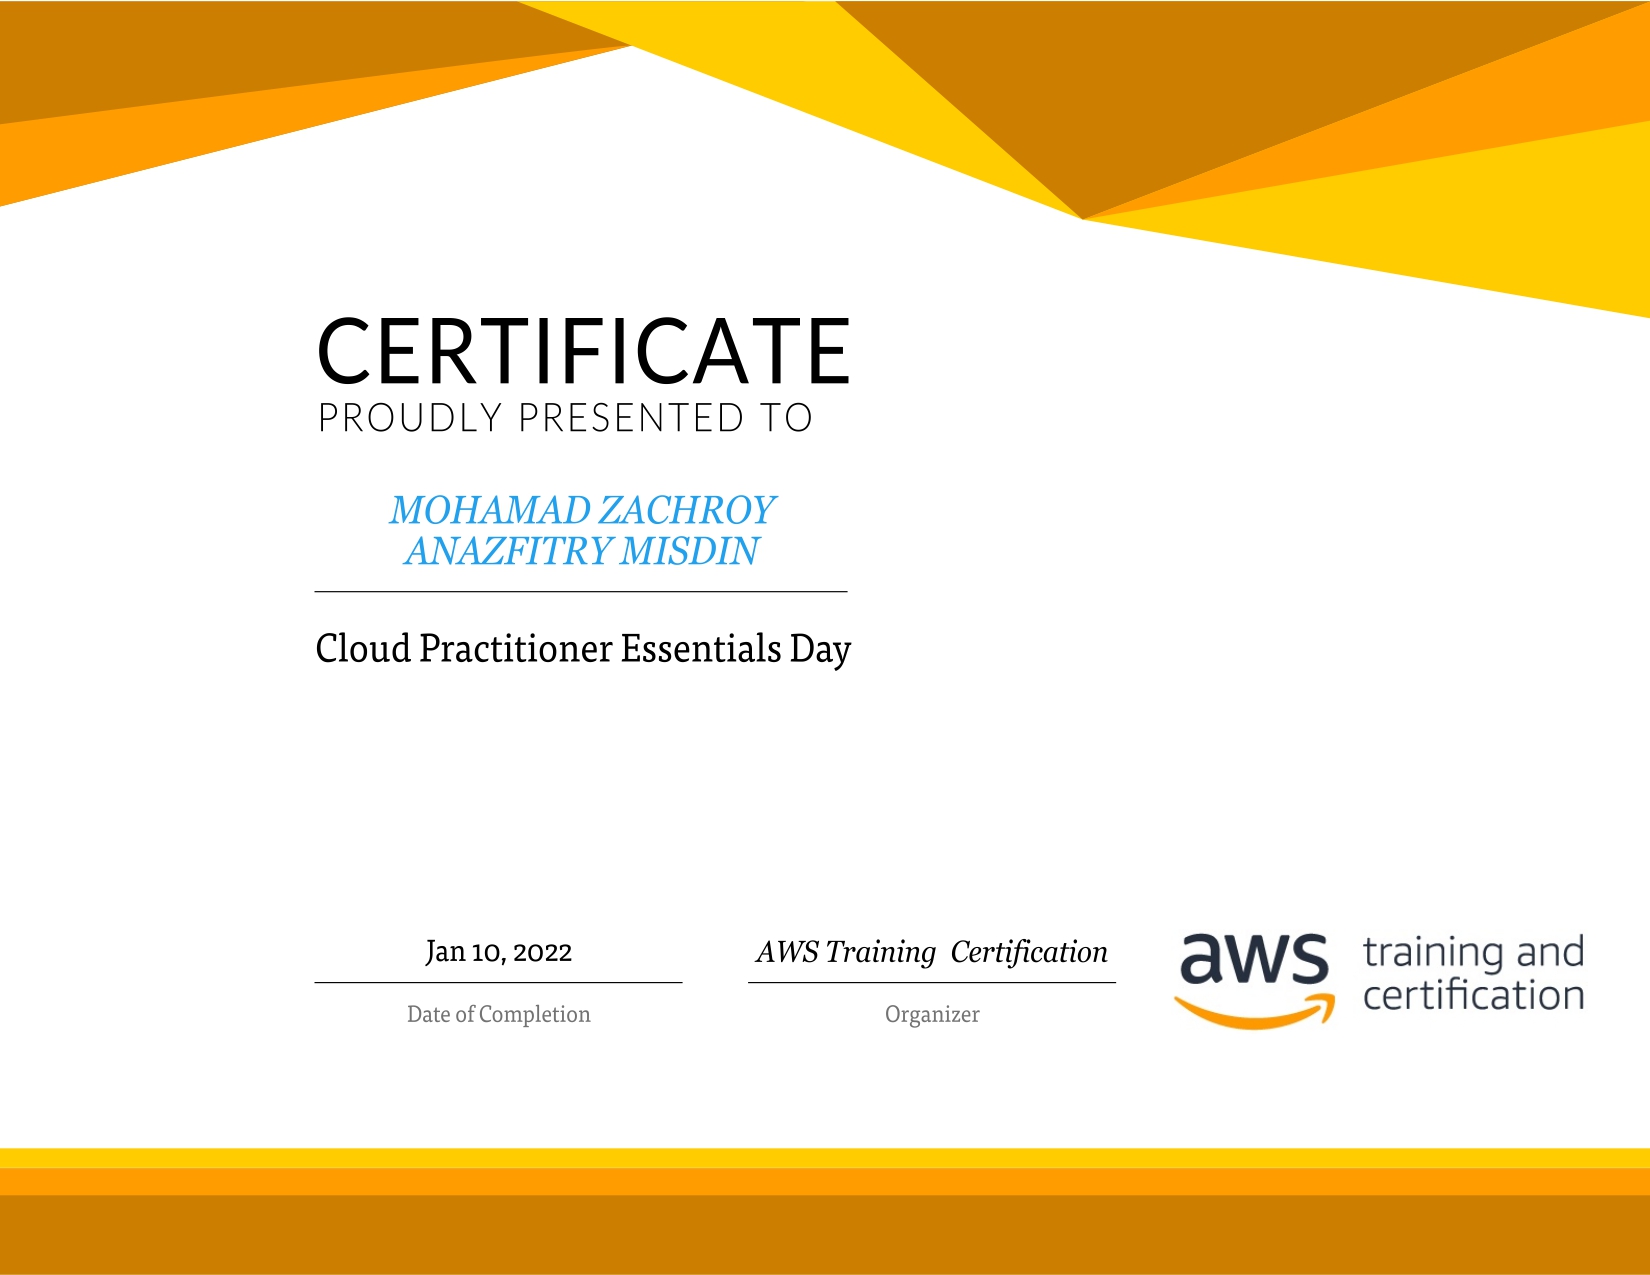 CERTIFICATE
PROUDLY PRESENTED TO
MOHAMAD ZACHROY
ANAZFITRY MISDIN
Cloud Practitioner Essentials Day
Jan 10, 2022
Date of Completion
AWS Training  Certification
Organizer
aws
training and
certification